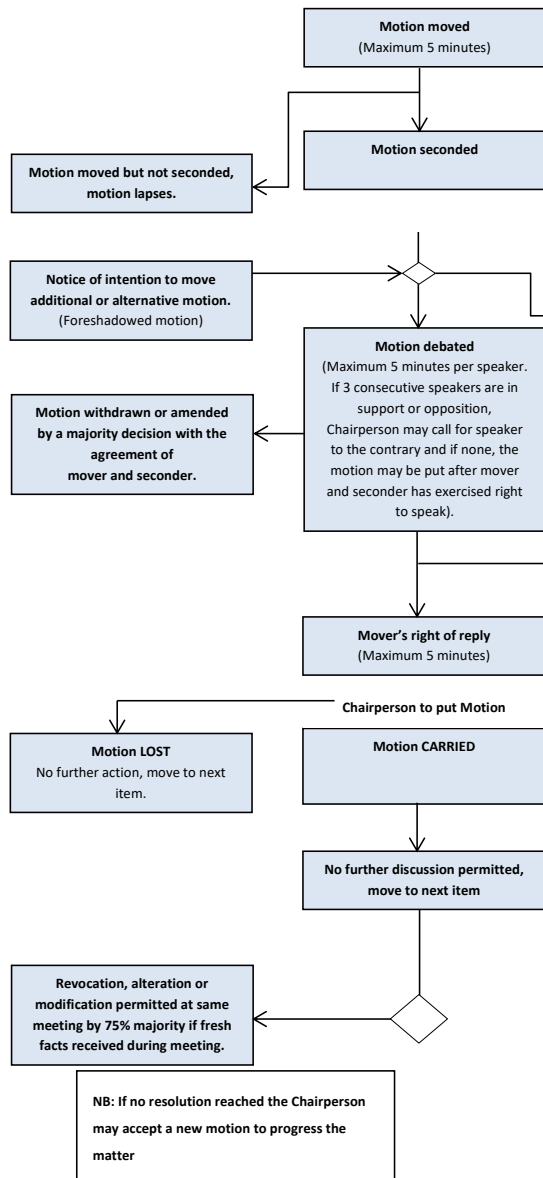 Motion moved
(Maximum 5 minutes)
Motion seconded
Motion moved but not seconded,
motion lapses.
Notice of intention to move
additional or alternative motion.
(Foreshadowed motion)
Motion debated
(Maximum 5 minutes per speaker.
If 3 consecutive speakers are in
support or opposition,
Chairperson may call for speaker
to the contrary and if none, the
motion may be put after mover
and seconder has exercised right
to speak).
Motion withdrawn or amended
by a majority decision with the
agreement of
mover and seconder.
Mover’s right of reply
(Maximum 5 minutes)
Chairperson to put Motion
Motion LOST
No further action, move to next
item.
Motion CARRIED
No further discussion permitted,
move to next item
Revocation, alteration or
modification permitted at same
meeting by 75% majority if fresh
facts received during meeting.
NB: If no resolution reached the Chairperson
may accept a new motion to progress the
matter